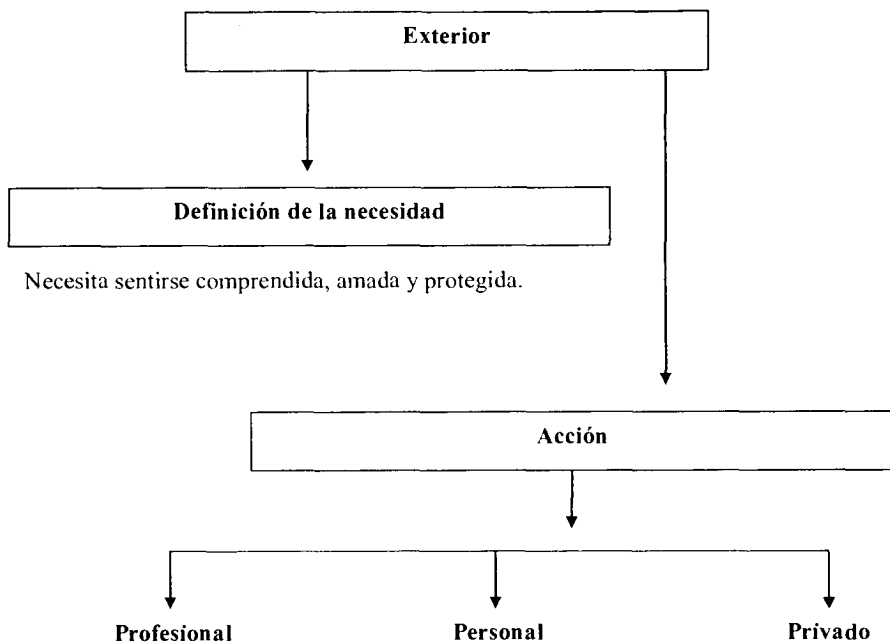 Exterior
Definición de la necesidad
Necesita sentirse comprendida, amada y protegida.
Acción
Profesional Personal Privado